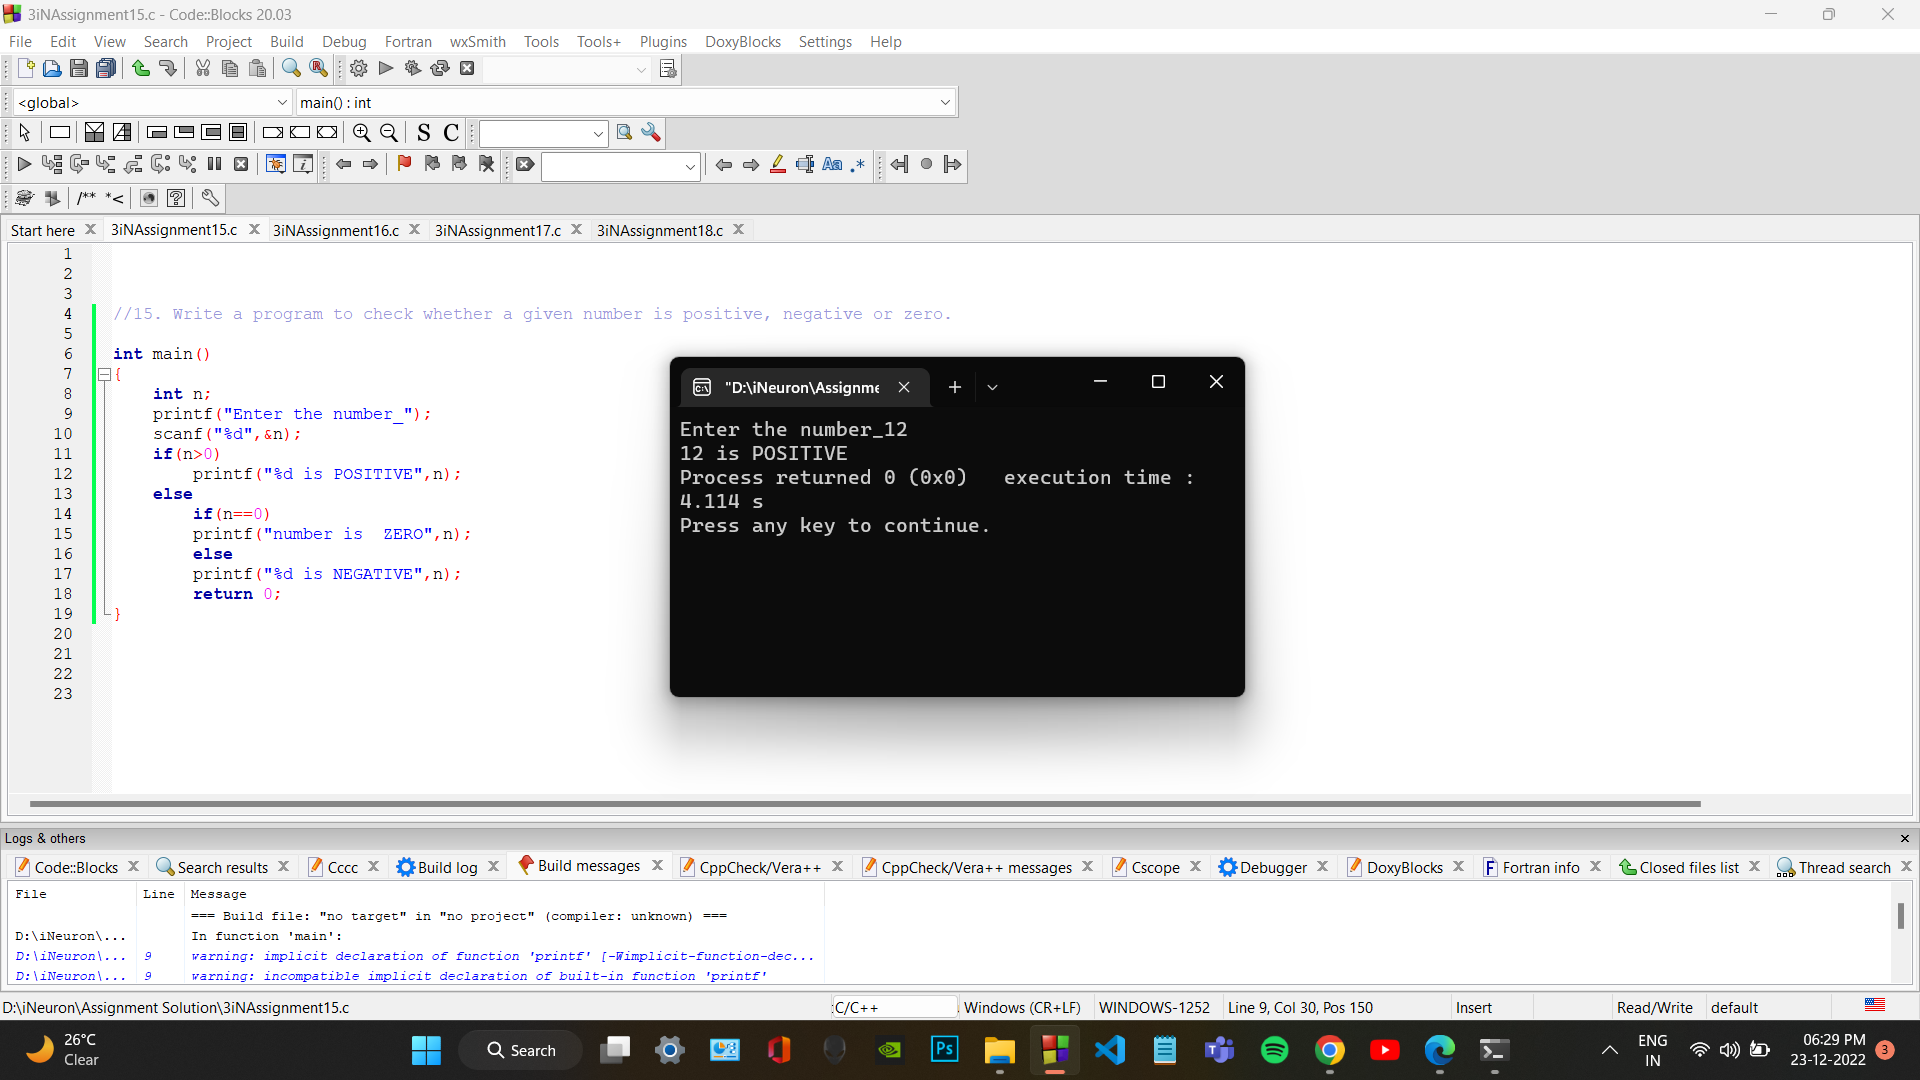 3iNAssignment15.c - Code::Blocks 20.03
File Edit View Search Project Build Debug Fortran wxSmith Tools Tools+ Plugins DoxyBlocks Settings Help
<global> main() : int
S C
Aa .*
/** *<
Start here 3iNAssignment15.c 3iNAssignment16.c 3iNAssignment17.c 3iNAssignment18.c
1
2
3
4 //15. Write a program to check whether a given number is positive, negative or zero.
5
6 int main()
7 {
8 int n;
9 printf("Enter the number_");
10 scanf("%d",&n);
11 if(n>0)
12 printf("%d is POSITIVE",n);
13 else
14 if(n==0)
15 printf("number is  ZERO",n);
16 else
17 printf("%d is NEGATIVE",n);
18 return 0;
19 }
20
21
22
23
"D:\iNeuron\Assignme
Enter the number_12
12 is POSITIVE
Process returned 0 (0x0)   execution time :
4.114 s
Press any key to continue.
Logs & others
Code::Blocks Search results Cccc Build log Build messages CppCheck/Vera++ CppCheck/Vera++ messages Cscope Debugger DoxyBlocks Fortran info Closed files list Thread search
File Line Message
=== Build file: "no target" in "no project" (compiler: unknown) ===
D:\iNeuron\... In function 'main':
D:\iNeuron\... 9 warning: implicit declaration of function 'printf' [-Wimplicit-function-dec...
D:\iNeuron\... 9 warning: incompatible implicit declaration of built-in function 'printf'
D:\iNeuron\Assignment Solution\3iNAssignment15.c C/C++ Windows (CR+LF) WINDOWS-1252 Line 9, Col 30, Pos 150 Insert Read/Write default
26°C
Clear
Search
Ps
ENG
IN
06:29 PM
23-12-2022
3